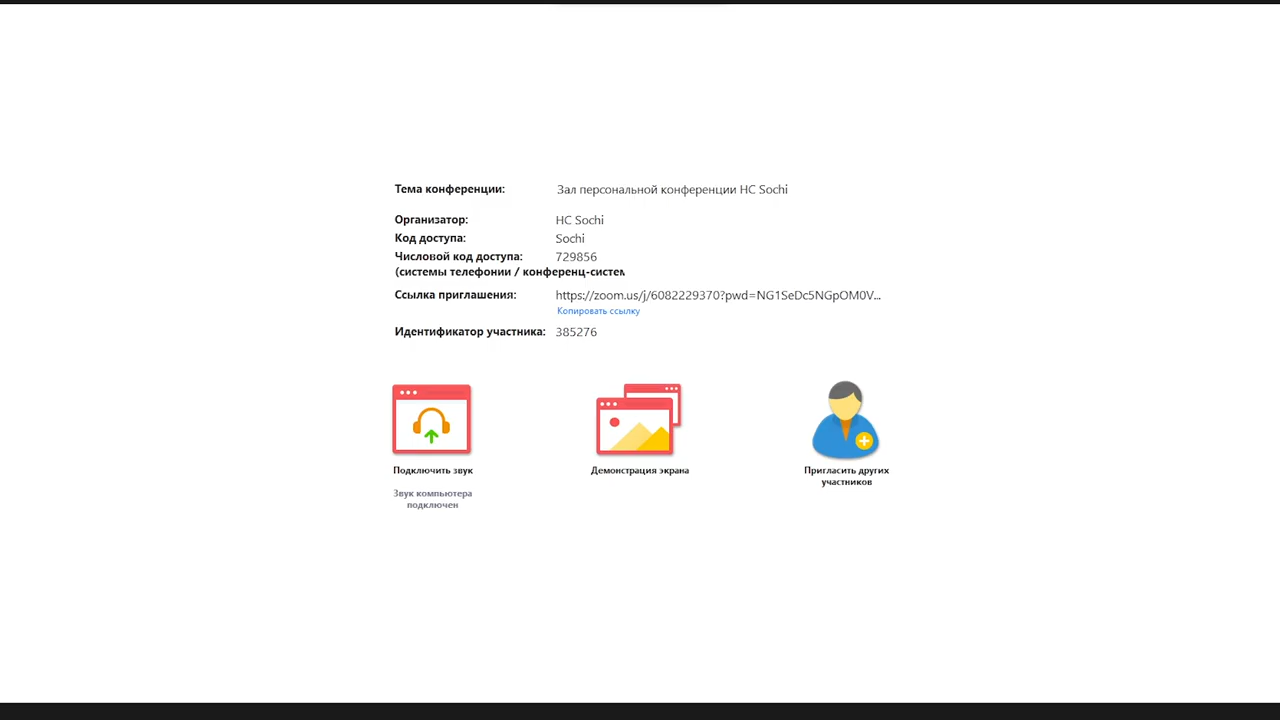 Тема конференции: Зал персональной конференции HC Sochi
Организатор: HC Sochi
Код доступа: Sochi
Числовой код доступа: 729856
(системы телефонии / конференц-систем
Ссылка приглашения: https://zoom.us/j/6082229370?pwd=NG1SeDc5NGpOM0V...
Копировать ссылку
Идентификатор участника: 385276
Подключить звук
Звук компьютера
подключен
Демонстрация экрана
Пригласить других
участников